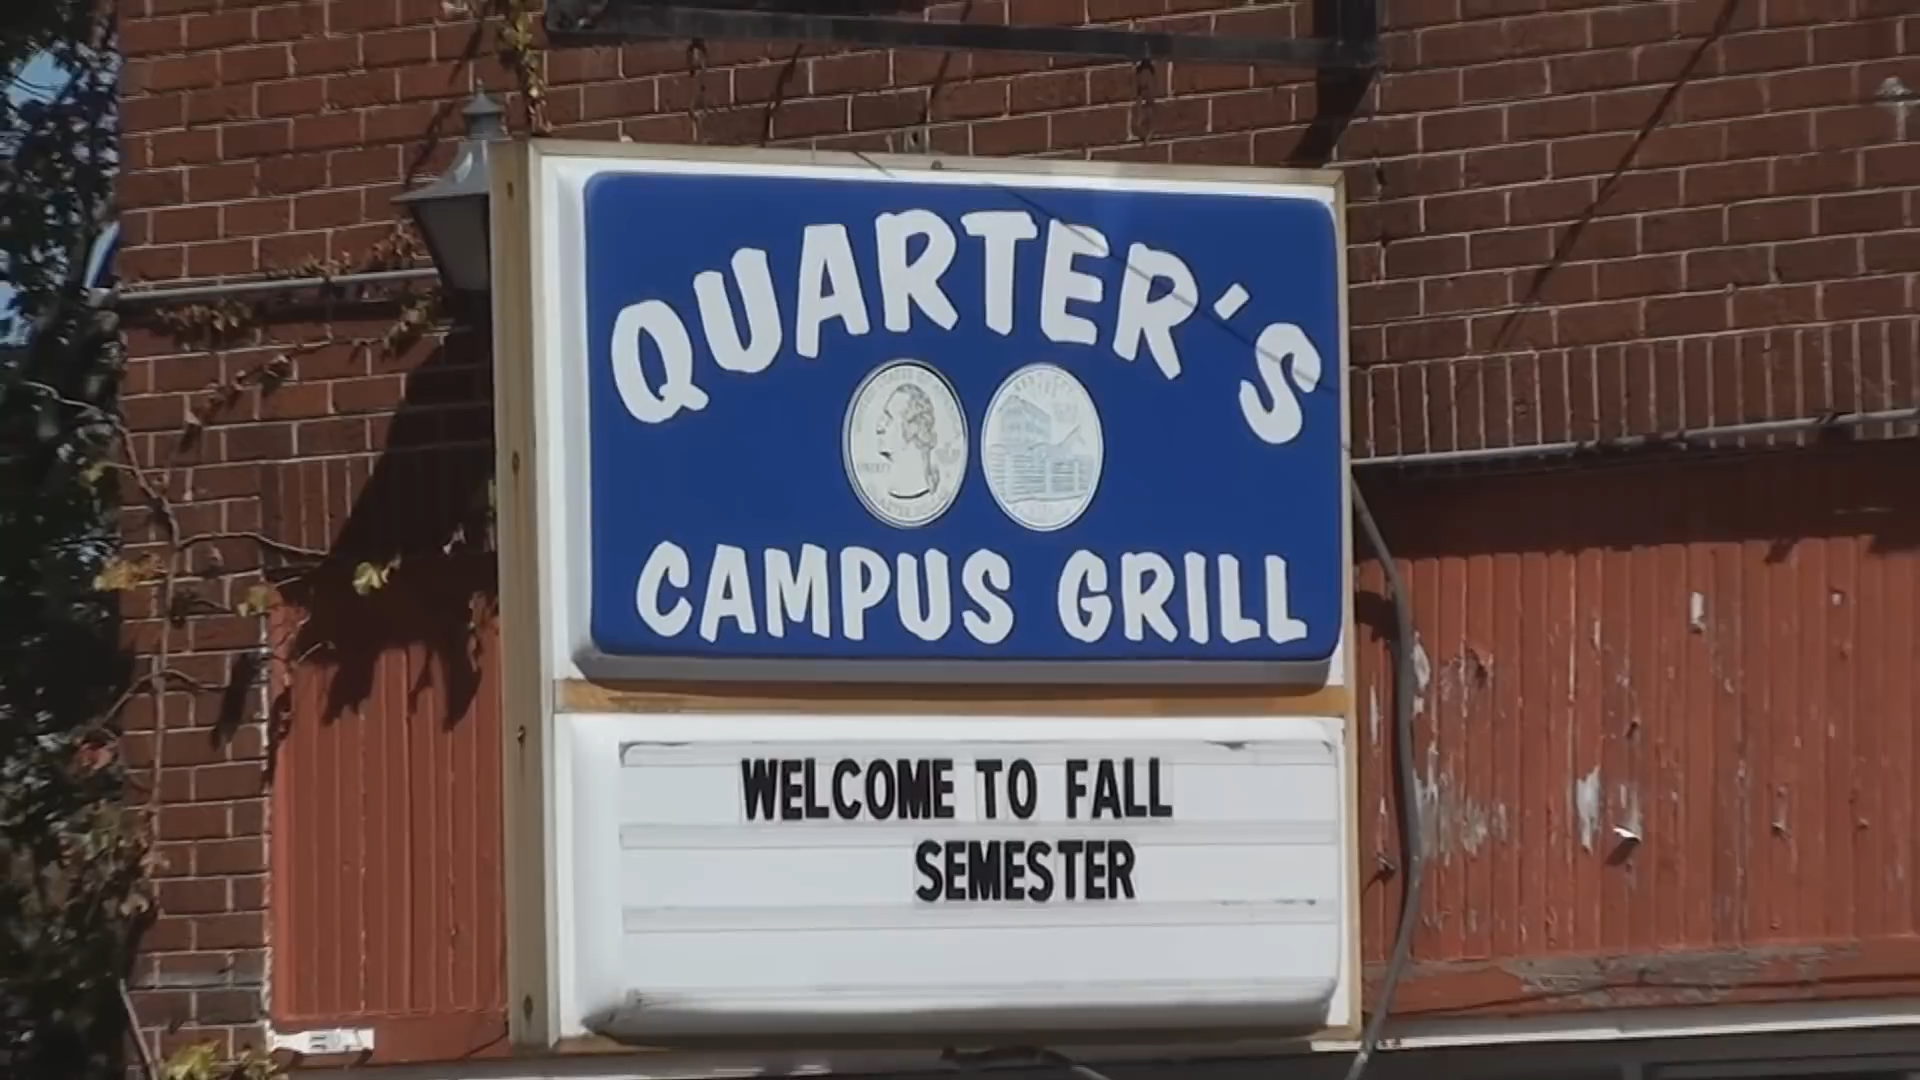 QUARTER'S
CAMPUS GRILL
WELCOME TO FALL
SEMESTER